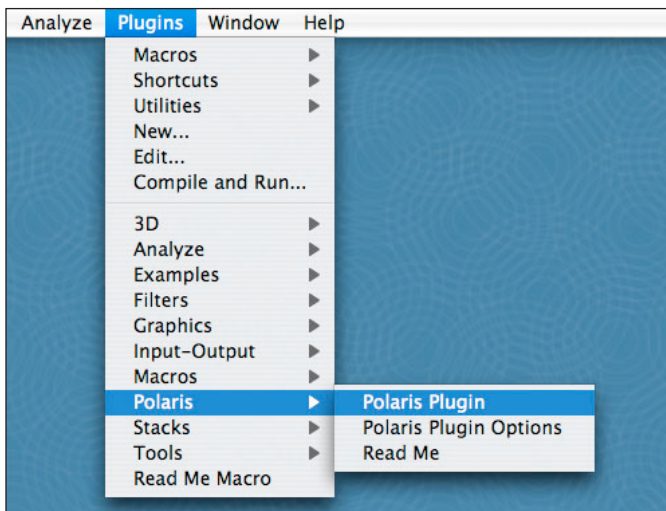 Analyze Plugins Window Help
Macros
Shortcuts
Utilities
New...
Edit...
Compile and Run...
3D
Analyze
Examples
Filters
Graphics
Input-Output
Macros
Polaris
Stacks
Tools
Read Me Macro
Polaris Plugin
Polaris Plugin Options
Read Me